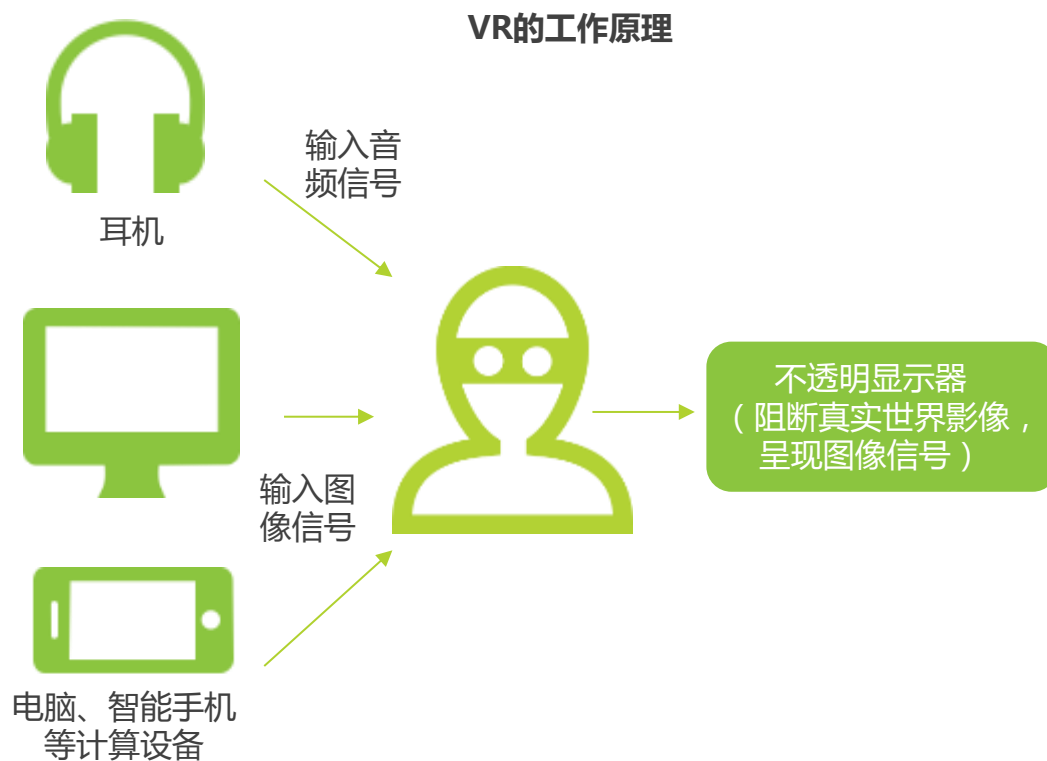 VR的工作原理
输入音
频信号
耳机
不透明显示器
（阻断真实世界影像，
呈现图像信号）
输入图
像信号
电脑、智能手机
等计算设备